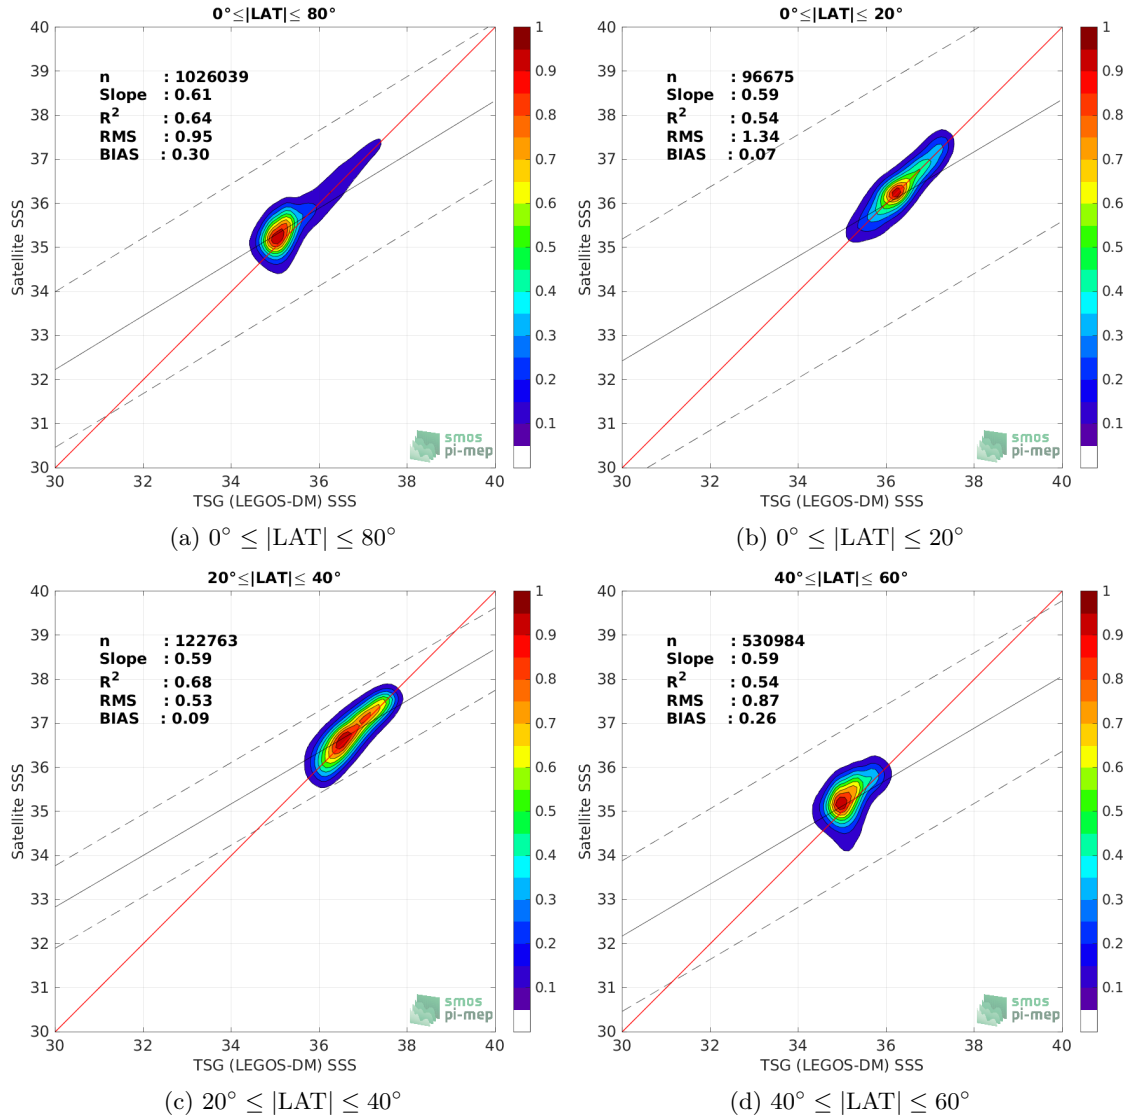 0°≤|LAT|≤ 80°
n : 1026039
Slope : 0.61
R² : 0.64
RMS : 0.95
BIAS : 0.30
Satellite SSS
40
39
38
37
36
35
34
33
32
31
30
30 32 34 36 38 40
TSG (LEGOS-DM) SSS
1
0.9
0.8
0.7
0.6
0.5
0.4
0.3
0.2
0.1
smos
pi-mep
(a) 0° ≤ |LAT| ≤ 80°
0°≤|LAT|≤ 20°
n : 96675
Slope : 0.59
R² : 0.54
RMS : 1.34
BIAS : 0.07
Satellite SSS
40
39
38
37
36
35
34
33
32
31
30
30 32 34 36 38 40
TSG (LEGOS-DM) SSS
1
0.9
0.8
0.7
0.6
0.5
0.4
0.3
0.2
0.1
smos
pi-mep
(b) 0° ≤ |LAT| ≤ 20°
20°≤|LAT|≤ 40°
n : 122763
Slope : 0.59
R² : 0.68
RMS : 0.53
BIAS : 0.09
Satellite SSS
40
39
38
37
36
35
34
33
32
31
30
30 32 34 36 38 40
TSG (LEGOS-DM) SSS
1
0.9
0.8
0.7
0.6
0.5
0.4
0.3
0.2
0.1
smos
pi-mep
(c) 20° ≤ |LAT| ≤ 40°
40°≤|LAT|≤ 60°
n : 530984
Slope : 0.59
R² : 0.54
RMS : 0.87
BIAS : 0.26
Satellite SSS
40
39
38
37
36
35
34
33
32
31
30
30 32 34 36 38 40
TSG (LEGOS-DM) SSS
1
0.9
0.8
0.7
0.6
0.5
0.4
0.3
0.2
0.1
smos
pi-mep
(d) 40° ≤ |LAT| ≤ 60°